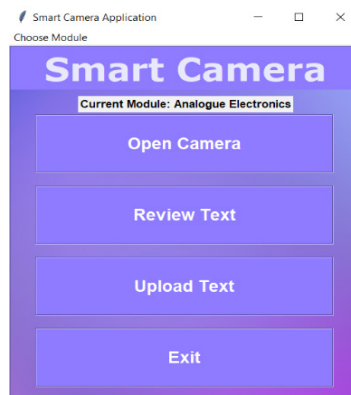 Smart Camera Application
Choose Module
Smart Camera
Current Module: Analogue Electronics
Open Camera
Review Text
Upload Text
Exit